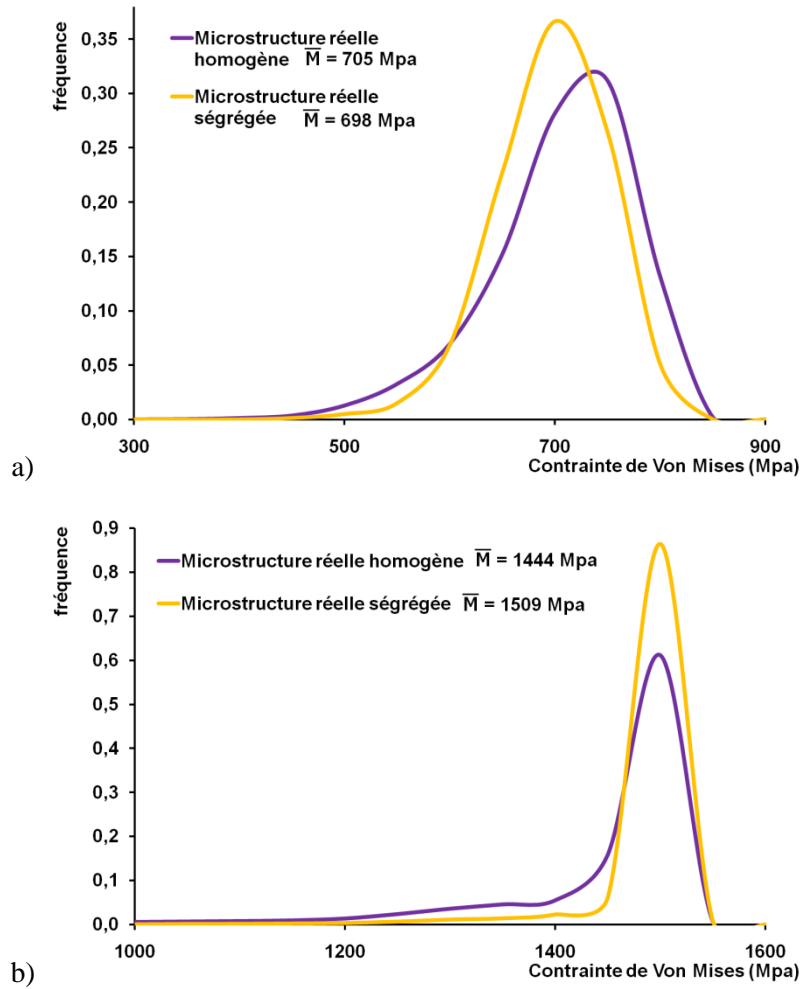 0,35
0,30
0,25
0,20
0,15
0,10
0,05
0,00
fréquence
Microstructure réelle
homogène M̅ = 705 Mpa
Microstructure réelle
ségrégée M̅ = 698 Mpa
300 500 700 900
Contrainte de Von Mises (Mpa)
a)
0,9
0,8
0,7
0,6
0,5
0,4
0,3
0,2
0,1
0,0
fréquence
Microstructure réelle homogène M̅ = 1444 Mpa
Microstructure réelle ségrégée M̅ = 1509 Mpa
1000 1200 1400 1600
Contrainte de Von Mises (Mpa)
b)